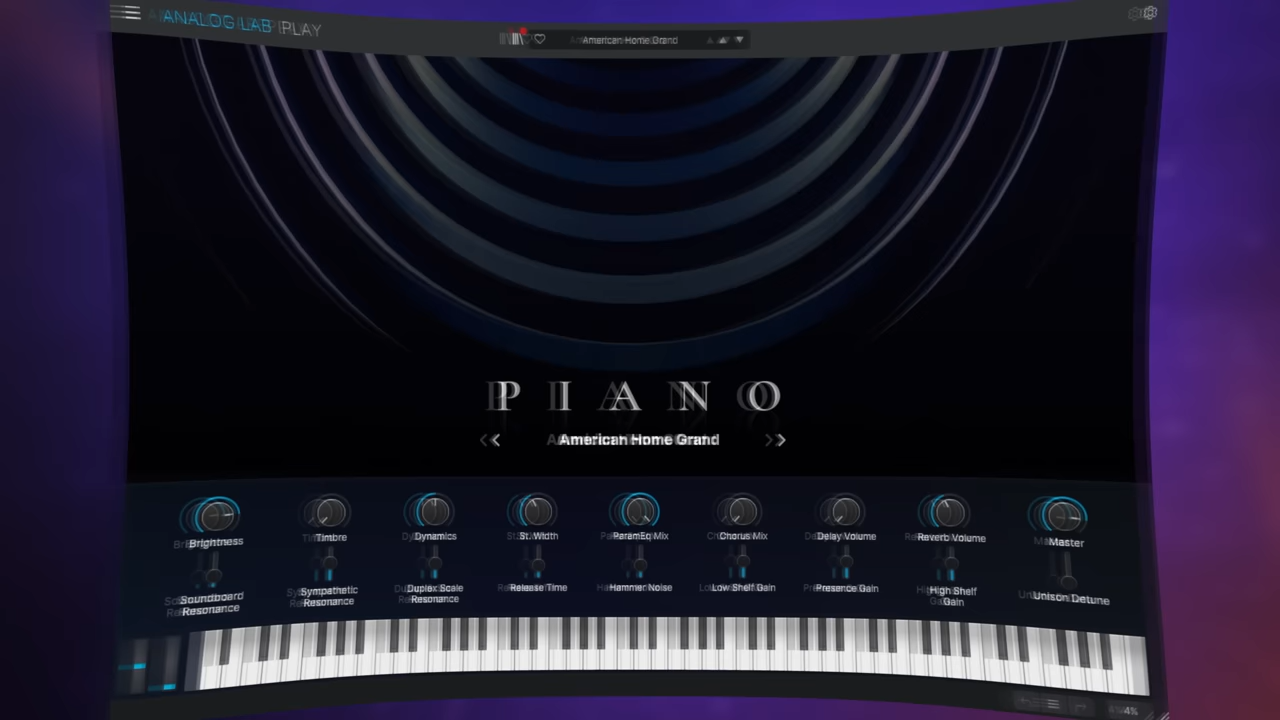 ANALOG LAB PLAY
American Home Grand
PIANO
American Home Grand
Brightness Timbre Dynamics St. Width ParamEq Mix Chorus Mix Delay Volume Reverb Volume Master
Soundboard Resonance
Sympathetic Resonance
Duplex Scale Resonance
Release Time
Hammer Noise
Low Shelf Gain
Presence Gain
High Shelf Gain
Unison Detune